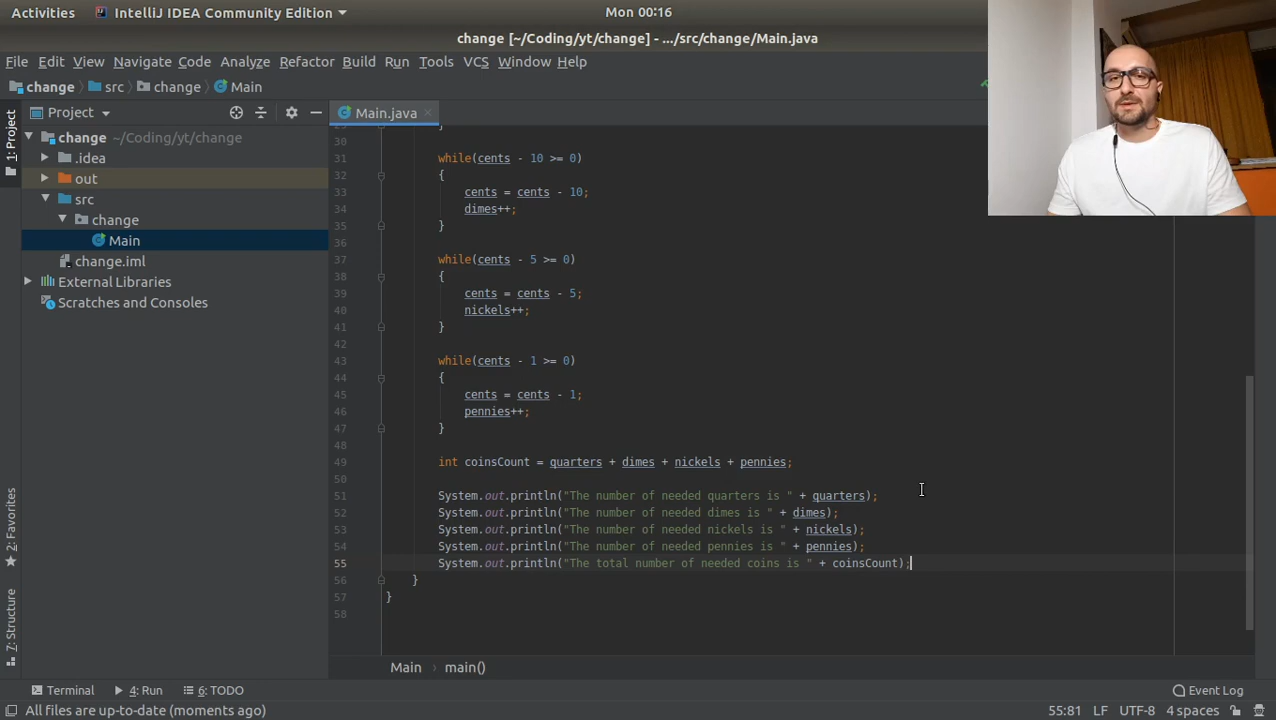 Activities IntelliJ IDEA Community Edition Mon 00:16
change [~/Coding/yt/change] - .../src/change/Main.java
File Edit View Navigate Code Analyze Refactor Build Run Tools VCS Window Help
change src change Main
1: Project
Project
Main.java
change ~/Coding/yt/change
.idea
out
src
change
Main
change.iml
External Libraries
Scratches and Consoles
2: Favorites
7: Structure
30
31 while(cents - 10 >= 0)
32 {
33 cents = cents - 10;
34 dimes++;
35 }
36
37 while(cents - 5 >= 0)
38 {
39 cents = cents - 5;
40 nickels++;
41 }
42
43 while(cents - 1 >= 0)
44 {
45 cents = cents - 1;
46 pennies++;
47 }
48
49 int coinsCount = quarters + dimes + nickels + pennies;
50
51 System.out.println("The number of needed quarters is " + quarters);
52 System.out.println("The number of needed dimes is " + dimes);
53 System.out.println("The number of needed nickels is " + nickels);
54 System.out.println("The number of needed pennies is " + pennies);
55 System.out.println("The total number of needed coins is " + coinsCount);
56 }
57 }
58
Main main()
Terminal 4: Run 6: TODO Event Log
All files are up-to-date (moments ago) 55:81 LF UTF-8 4 spaces